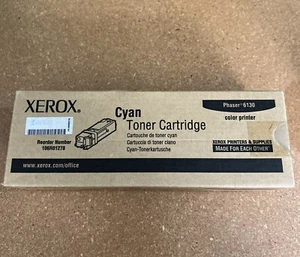 XEROX
Reorder Number
106R01278
www.xerox.com/office
Cyan
Toner Cartridge
Cartouche de toner cyan
Cartuccia di toner ciano
Cyan-Tonerkartusche
Phaser® 6130
color printer
XEROX PRINTERS & SUPPLIES
MADE FOR EACH OTHER